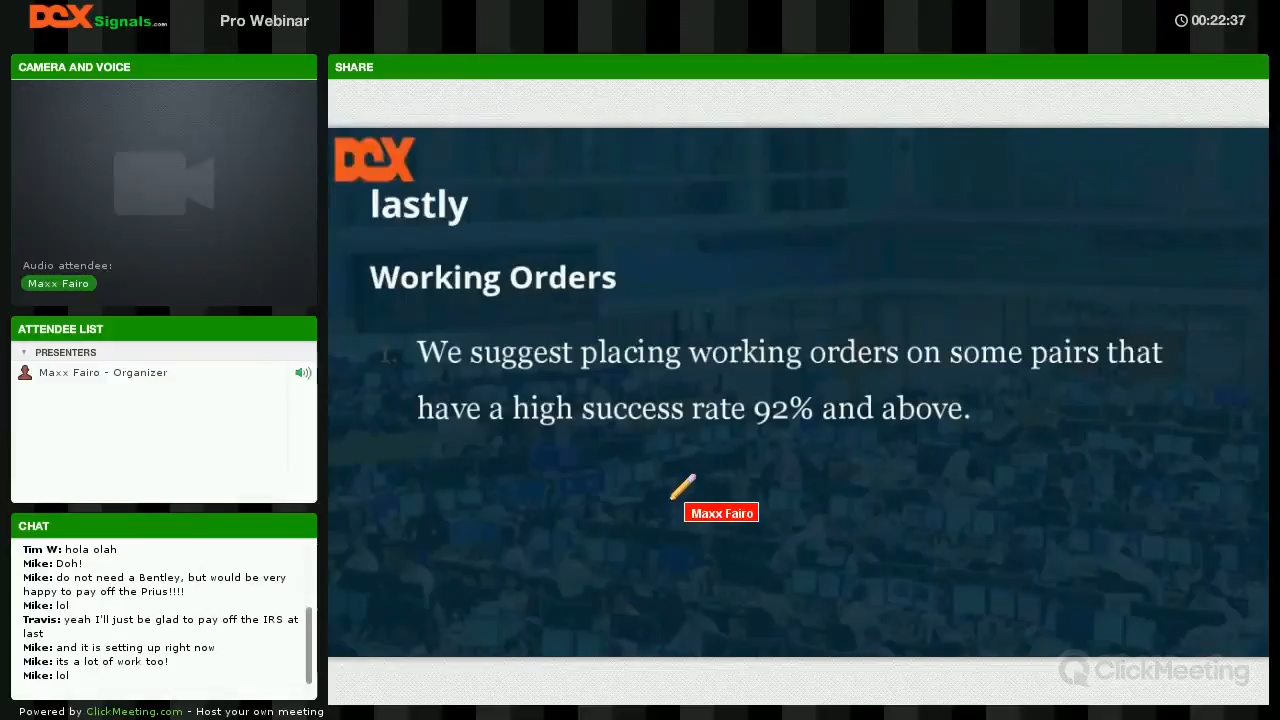 DCX Signals.com
Pro Webinar
00:22:37
CAMERA AND VOICE
Audio attendee:
Maxx Fairo
ATTENDEE LIST
PRESENTERS
Maxx Fairo - Organizer
CHAT
Tim W: hola olah
Mike: Doh!
Mike: do not need a Bentley, but would be very
happy to pay off the Prius!!!!
Mike: lol
Travis: yeah I'll just be glad to pay off the IRS at
last
Mike: and it is setting up right now
Mike: its a lot of work too!
Mike: lol
Powered by ClickMeeting.com - Host your own meeting
SHARE
DCX
lastly
Working Orders
1. We suggest placing working orders on some pairs that
have a high success rate 92% and above.
Maxx Fairo
ClickMeeting